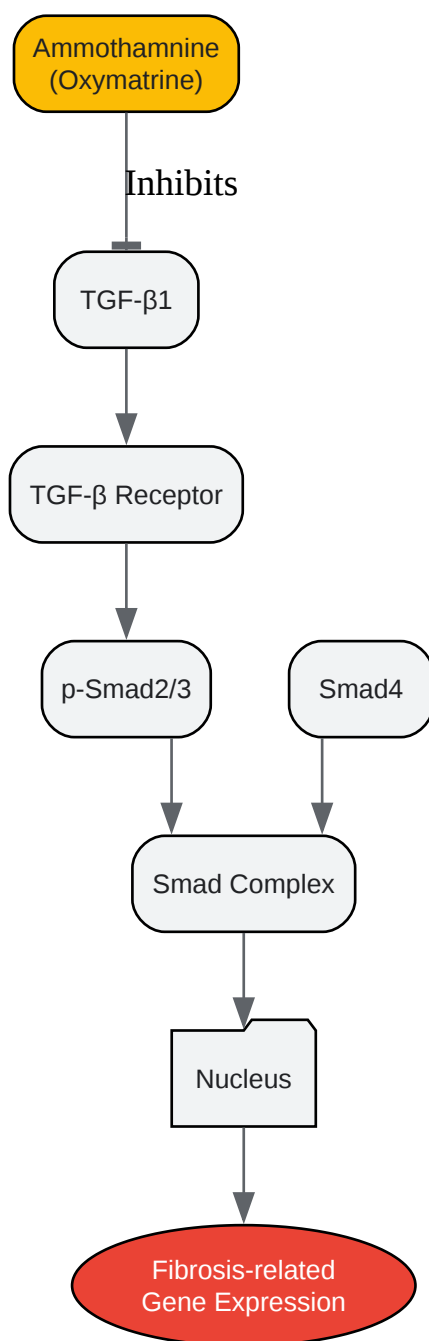 Ammothamnine
(Oxymatrine)
Inhibits
TGF-β1
TGF-β Receptor
p-Smad2/3
Smad4
Smad Complex
Nucleus
Fibrosis-related
Gene Expression